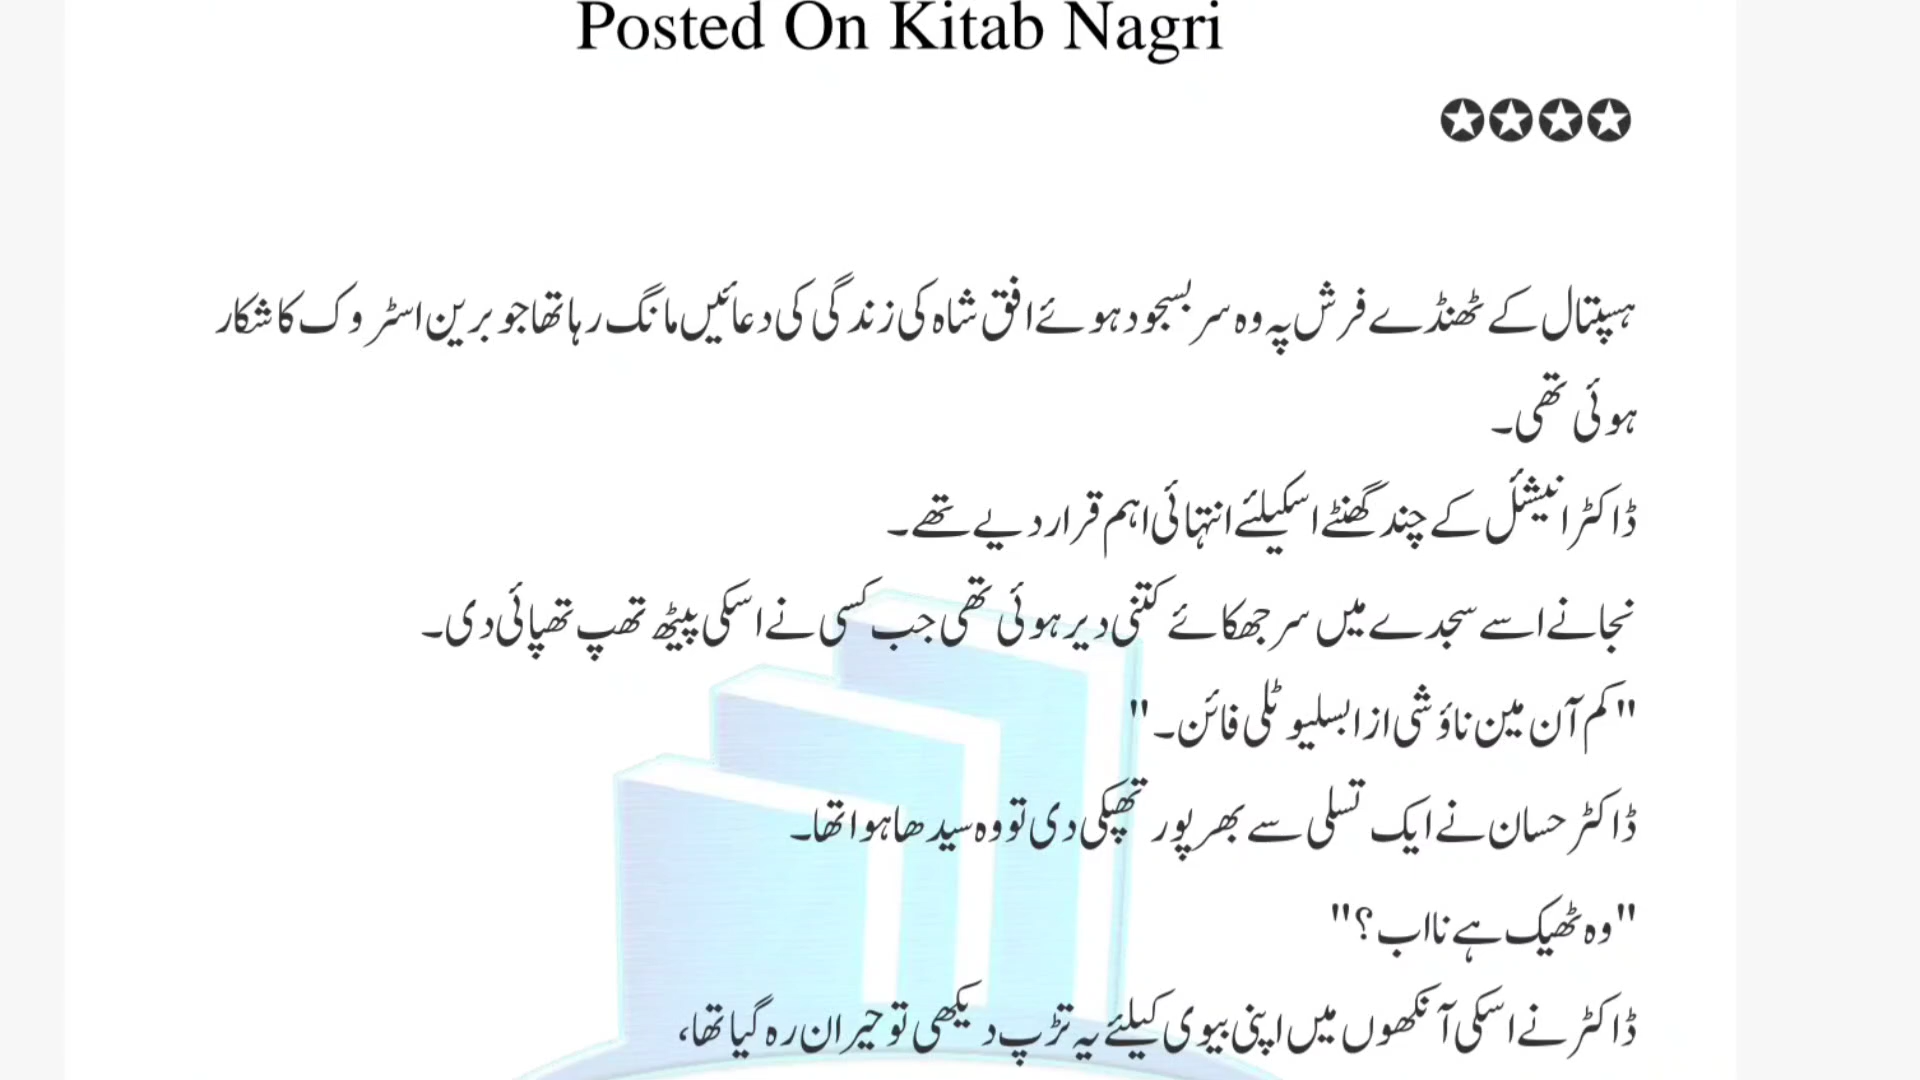 Posted On Kitab Nagri
✪✪✪✪
ہسپتال کے ٹھنڈے فرش پہ وہ سر بسجود ہوئے افق شاہ کی زندگی کی دعائیں مانگ رہا تھا جو برین اسٹروک کا شکار
ہوئی تھی۔
ڈاکٹر انیشئل کے چند گھنٹے اسکیلئے انتہائی اہم قرار دیے تھے۔
نجانے اسے سجدے میں سر جھکائے کتنی دیر ہوئی تھی جب کسی نے اسکی پیٹھ تھپ تھپائی دی۔
"کم آن مین ناؤ شی از ابسلیوٹلی فائن۔"
ڈاکٹر حسان نے ایک تسلی سے بھرپور تھپکی دی تو وہ سیدھا ہوا تھا۔
"وہ ٹھیک ہے نا اب؟"
ڈاکٹر نے اسکی آنکھوں میں اپنی بیوی کیلئے یہ تڑپ دیکھی تو حیران رہ گیا تھا،